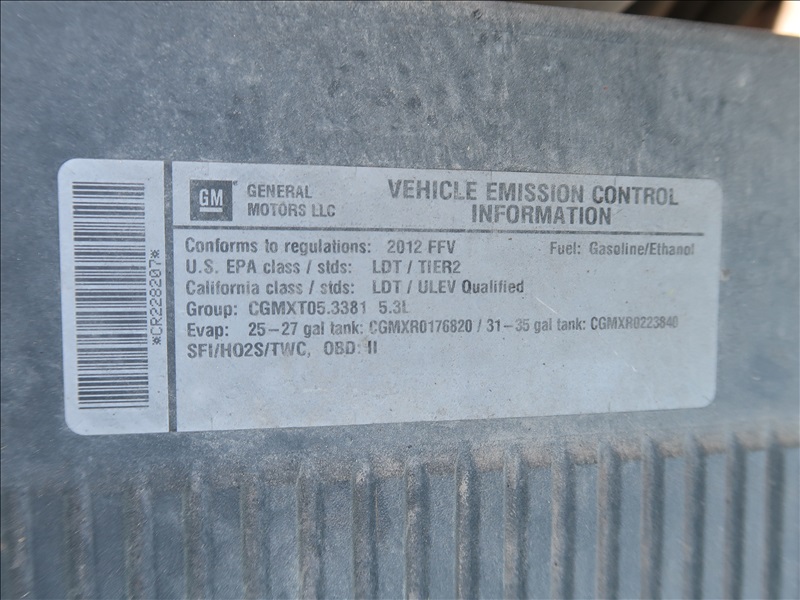 *CR228207*
GM
GENERAL
MOTORS LLC
VEHICLE EMISSION CONTROL
INFORMATION
Conforms to regulations: 2012 FFV Fuel: Gasoline/Ethanol
U.S. EPA class / stds: LDT / TIER2
California class / stds: LDT / ULEV Qualified
Group: CGMXT05.3381 5.3L
Evap: 25-27 gal tank: CGMXR0176820 / 31-35 gal tank: CGMXR0223840
SFI/HO2S/TWC, OBD: II